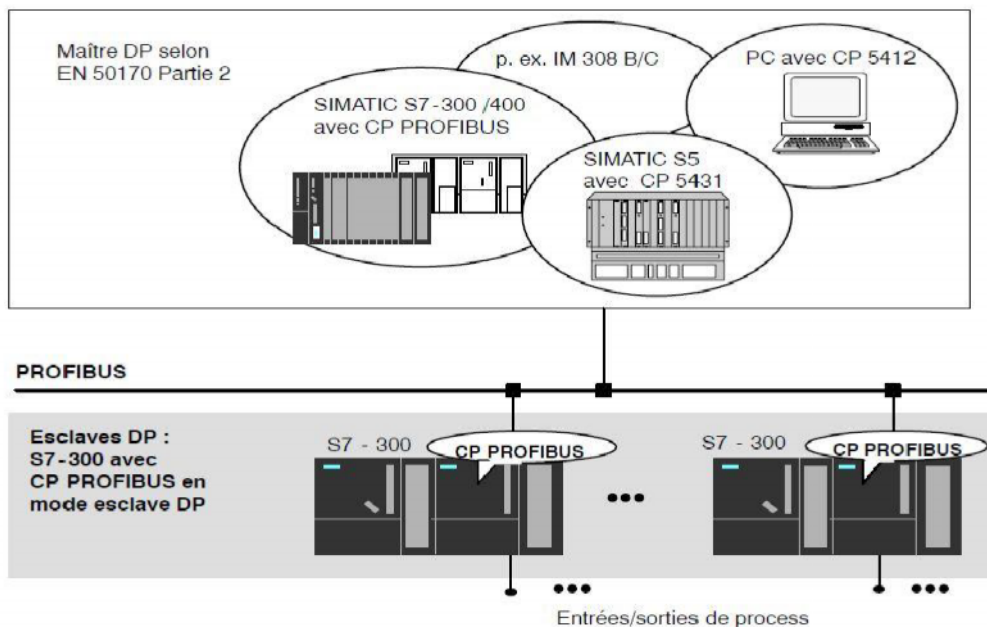 Maître DP selon
EN 50170 Partie 2
p. ex. IM 308 B/C
PC avec CP 5412
SIMATIC S7-300 /400
avec CP PROFIBUS
SIMATIC S5
avec CP 5431
PROFIBUS
Esclaves DP :
S7-300 avec
CP PROFIBUS en
mode esclave DP
S7 - 300
CP PROFIBUS
S7 - 300
CP PROFIBUS
Entrées/sorties de process